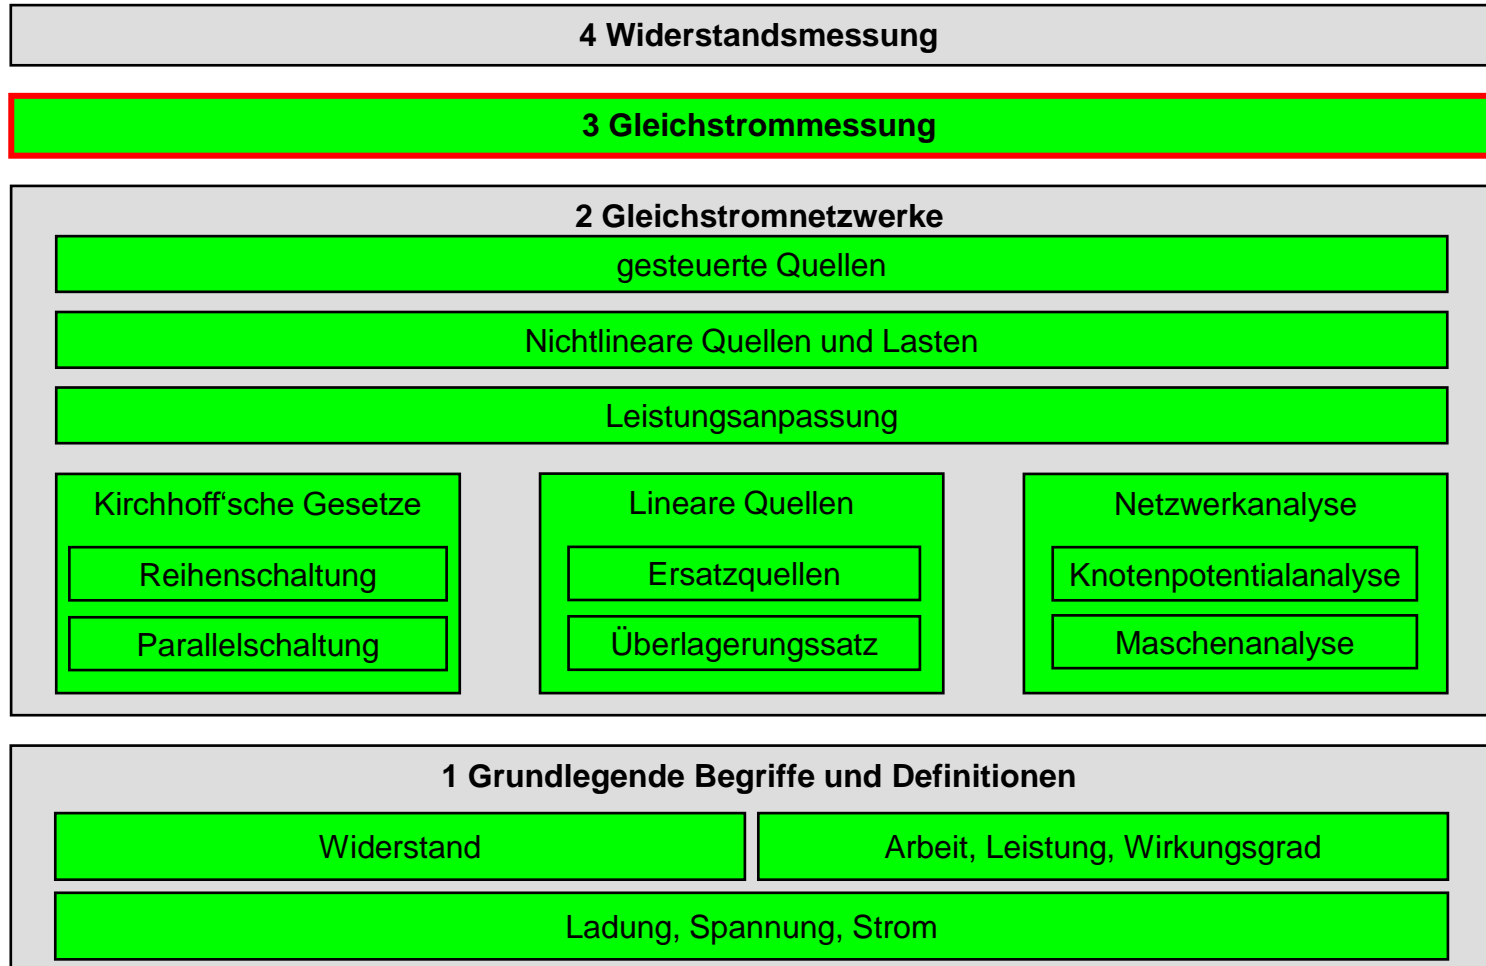 4 Widerstandsmessung
3 Gleichstrommessung
2 Gleichstromnetzwerke
gesteuerte Quellen
Nichtlineare Quellen und Lasten
Leistungsanpassung
Kirchhoff‘sche Gesetze
Reihenschaltung
Parallelschaltung
Lineare Quellen
Ersatzquellen
Überlagerungssatz
Netzwerkanalyse
Knotenpotentialanalyse
Maschenanalyse
1 Grundlegende Begriffe und Definitionen
Widerstand
Arbeit, Leistung, Wirkungsgrad
Ladung, Spannung, Strom